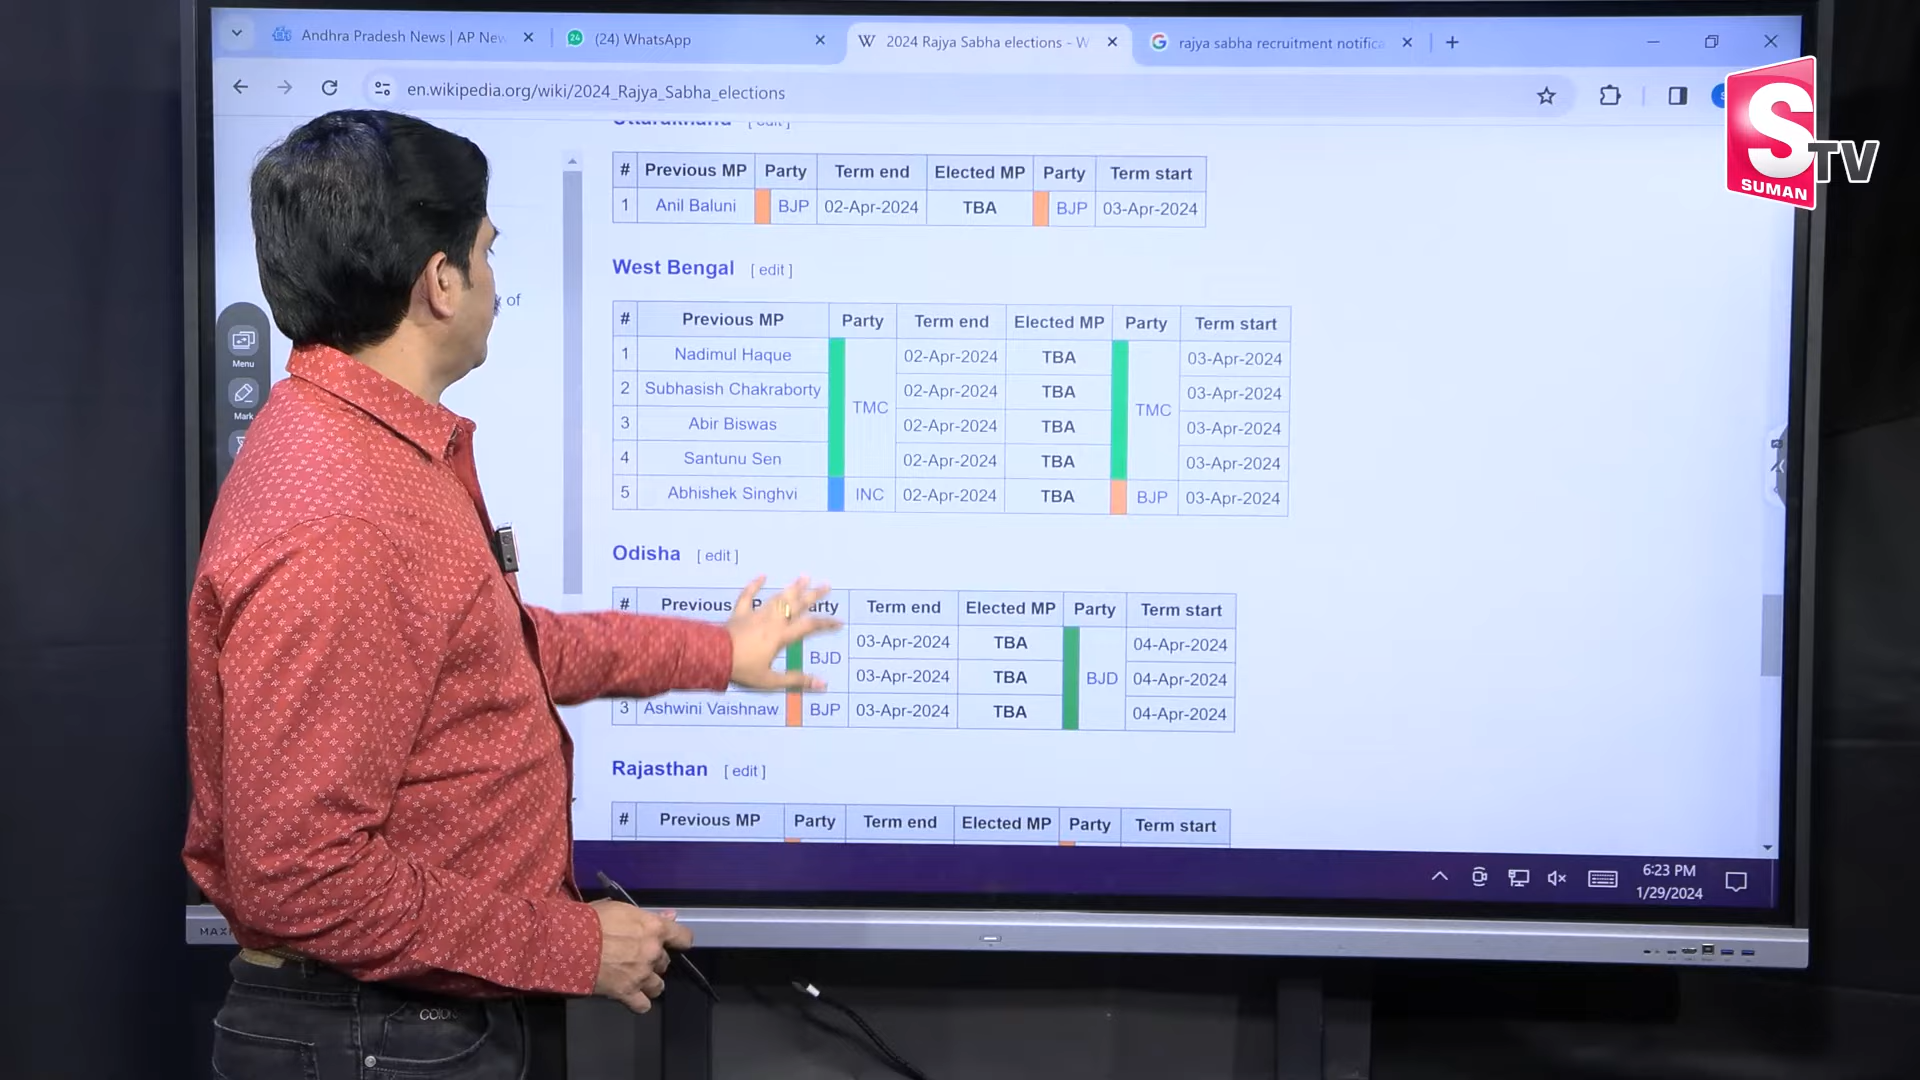 Andhra Pradesh News | AP New
(24) WhatsApp
W 2024 Rajya Sabha elections - W
rajya sabha recruitment notifica
en.wikipedia.org/wiki/2024_Rajya_Sabha_elections
S TV
SUMAN
Uttarakhand [ edit ]
# Previous MP Party Term end Elected MP Party Term start
1 Anil Baluni BJP 02-Apr-2024 TBA BJP 03-Apr-2024
of
Menu
Mark
West Bengal [ edit ]
# Previous MP Party Term end Elected MP Party Term start
1 Nadimul Haque 02-Apr-2024 TBA 03-Apr-2024
2 Subhasish Chakraborty 02-Apr-2024 TBA 03-Apr-2024
TMC TMC
3 Abir Biswas 02-Apr-2024 TBA 03-Apr-2024
4 Santunu Sen 02-Apr-2024 TBA 03-Apr-2024
5 Abhishek Singhvi INC 02-Apr-2024 TBA BJP 03-Apr-2024
Odisha [ edit ]
# Previous arty Term end Elected MP Party Term start
03-Apr-2024 TBA 04-Apr-2024
BJD
03-Apr-2024 TBA BJD 04-Apr-2024
3 Ashwini Vaishnaw BJP 03-Apr-2024 TBA 04-Apr-2024
Rajasthan [ edit ]
# Previous MP Party Term end Elected MP Party Term start
6:23 PM
1/29/2024